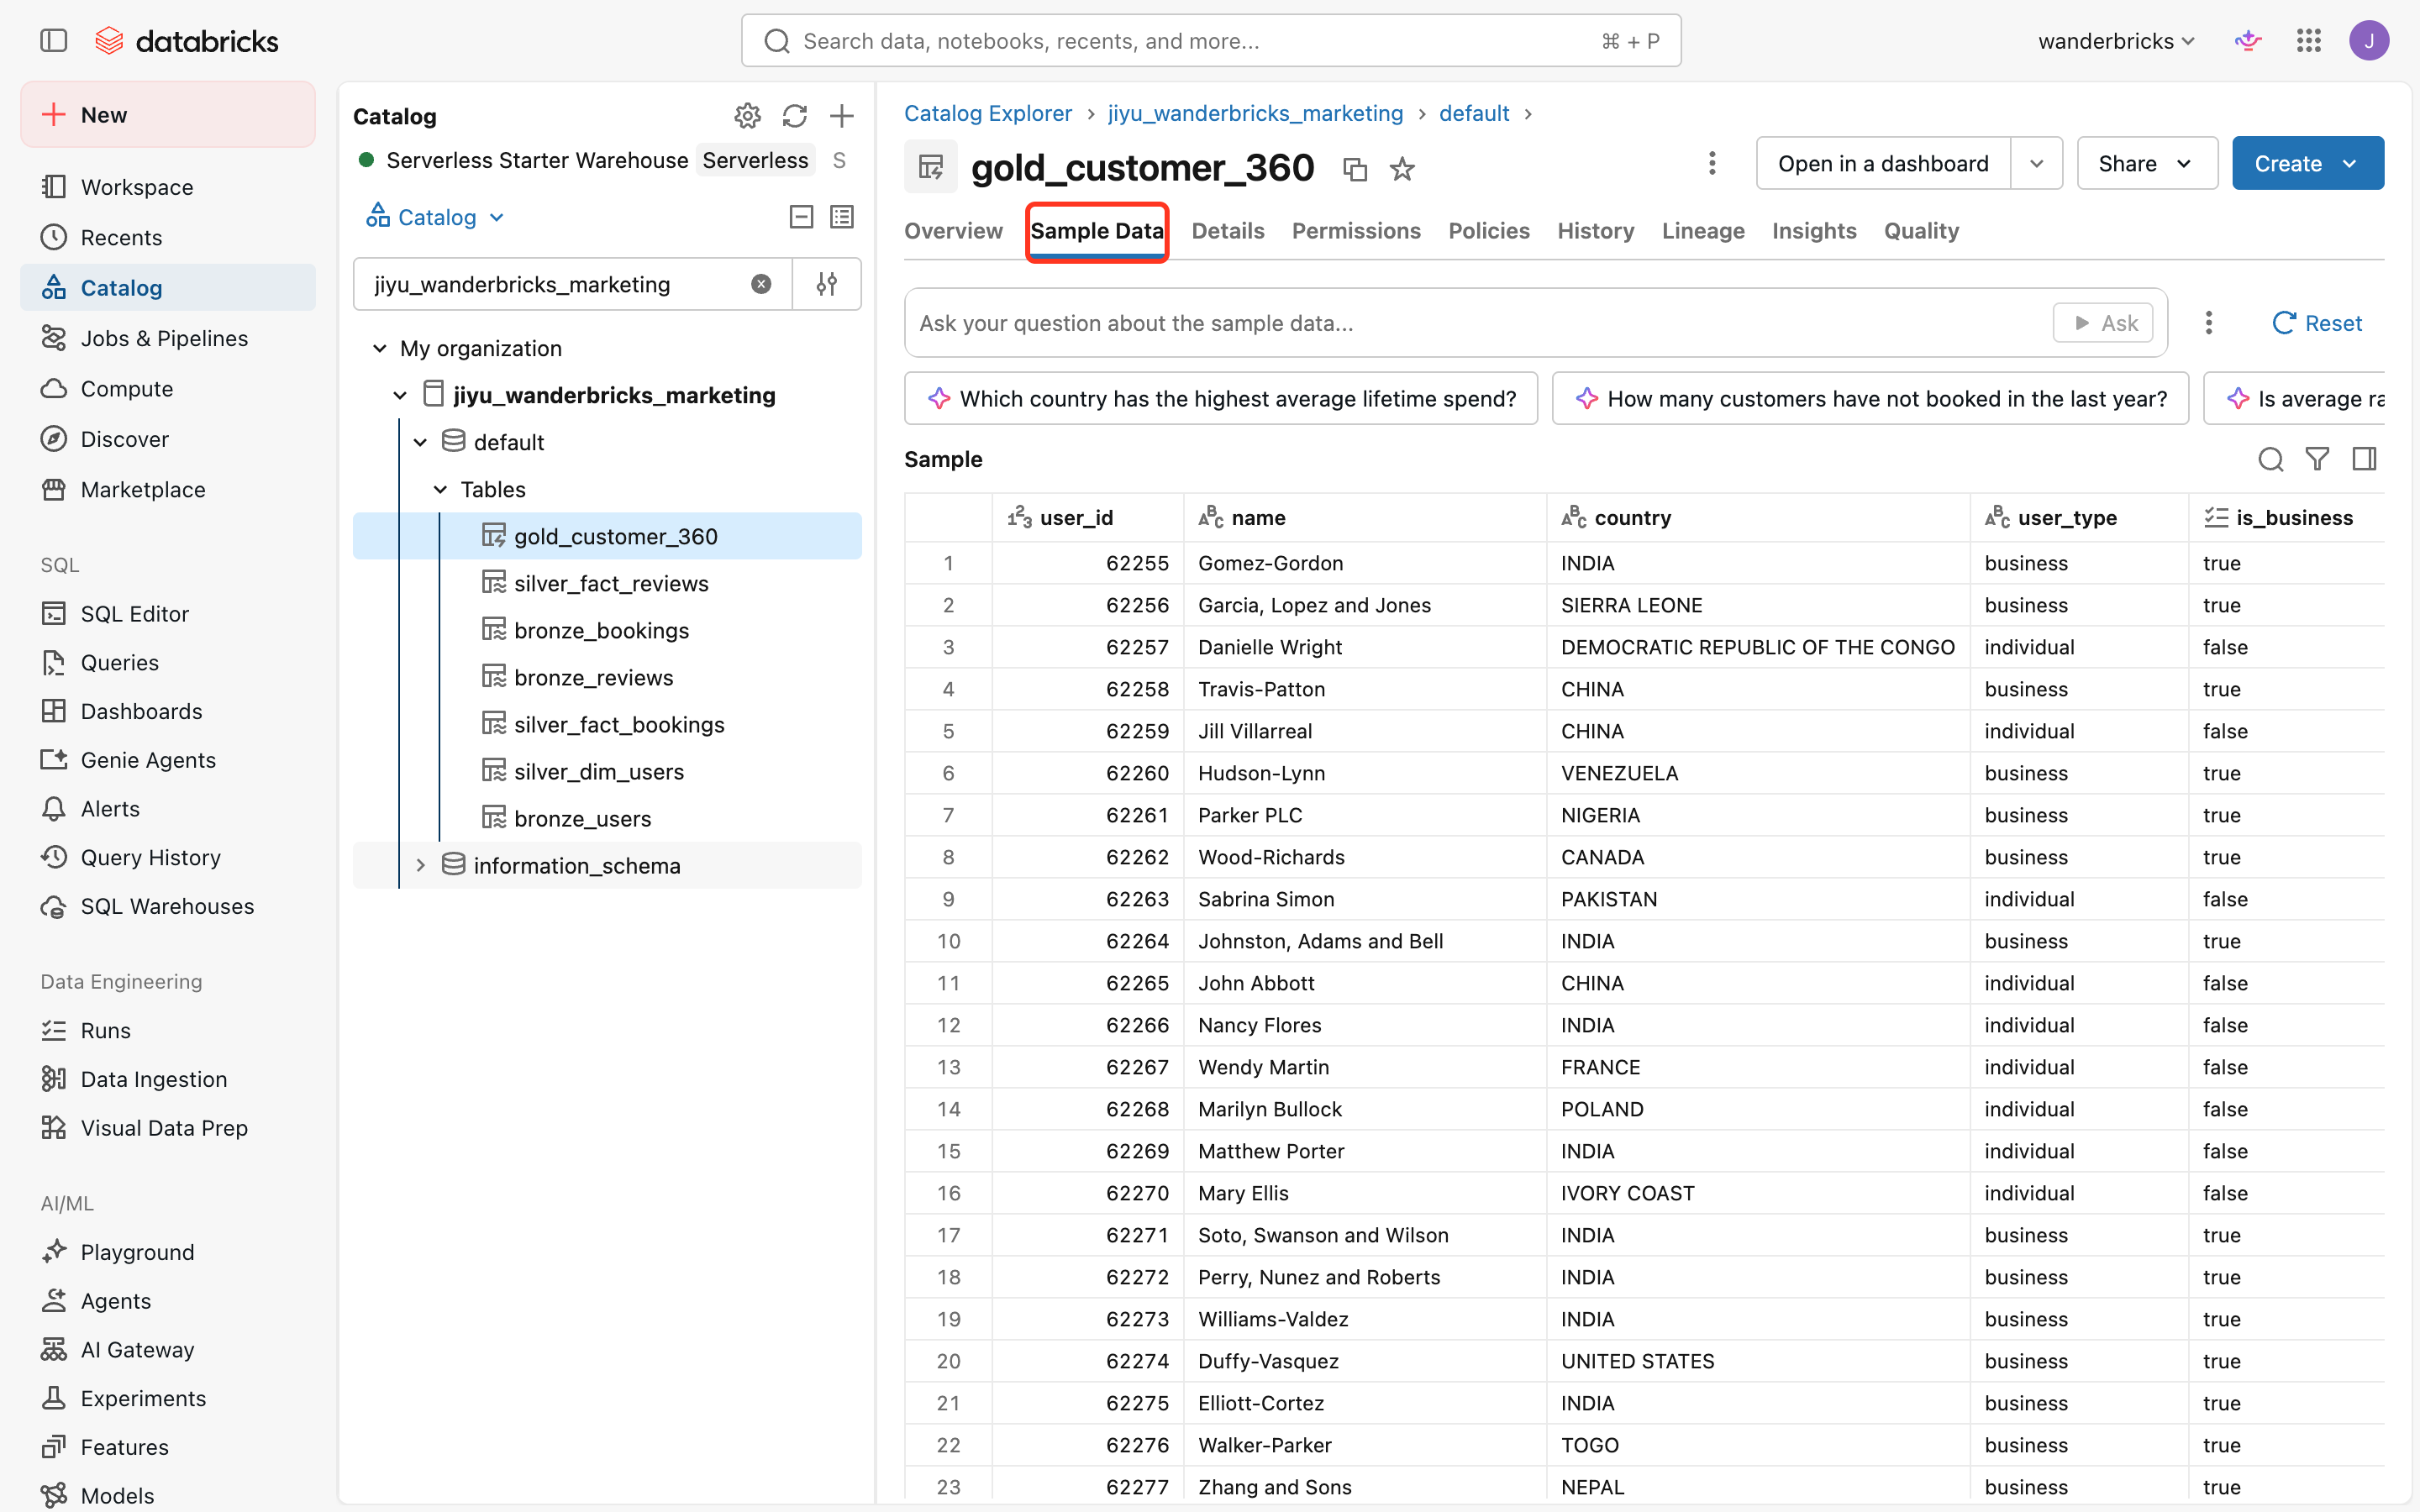 databricks
Search data, notebooks, recents, and more...
⌘ + P
wanderbricks
J
New
Workspace
Recents
Catalog
Jobs & Pipelines
Compute
Discover
Marketplace
SQL
SQL Editor
Queries
Dashboards
Genie Agents
Alerts
Query History
SQL Warehouses
Data Engineering
Runs
Data Ingestion
Visual Data Prep
AI/ML
Playground
Agents
AI Gateway
Experiments
Features
Models
Catalog
Serverless Starter Warehouse Serverless S
Catalog
jiyu_wanderbricks_marketing
My organization
jiyu_wanderbricks_marketing
default
Tables
gold_customer_360
silver_fact_reviews
bronze_bookings
bronze_reviews
silver_fact_bookings
silver_dim_users
bronze_users
information_schema
Catalog Explorer › jiyu_wanderbricks_marketing › default ›
gold_customer_360
Open in a dashboard
Share
Create
Overview Sample Data Details Permissions Policies History Lineage Insights Quality
Ask your question about the sample data...
Ask
Reset
Which country has the highest average lifetime spend?
How many customers have not booked in the last year?
Is average ra
Sample
user_id name country user_type is_business
1 62255 Gomez-Gordon INDIA business true
2 62256 Garcia, Lopez and Jones SIERRA LEONE business true
3 62257 Danielle Wright DEMOCRATIC REPUBLIC OF THE CONGO individual false
4 62258 Travis-Patton CHINA business true
5 62259 Jill Villarreal CHINA individual false
6 62260 Hudson-Lynn VENEZUELA business true
7 62261 Parker PLC NIGERIA business true
8 62262 Wood-Richards CANADA business true
9 62263 Sabrina Simon PAKISTAN individual false
10 62264 Johnston, Adams and Bell INDIA business true
11 62265 John Abbott CHINA individual false
12 62266 Nancy Flores INDIA individual false
13 62267 Wendy Martin FRANCE individual false
14 62268 Marilyn Bullock POLAND individual false
15 62269 Matthew Porter INDIA individual false
16 62270 Mary Ellis IVORY COAST individual false
17 62271 Soto, Swanson and Wilson INDIA business true
18 62272 Perry, Nunez and Roberts INDIA business true
19 62273 Williams-Valdez INDIA business true
20 62274 Duffy-Vasquez UNITED STATES business true
21 62275 Elliott-Cortez INDIA business true
22 62276 Walker-Parker TOGO business true
23 62277 Zhang and Sons NEPAL business true